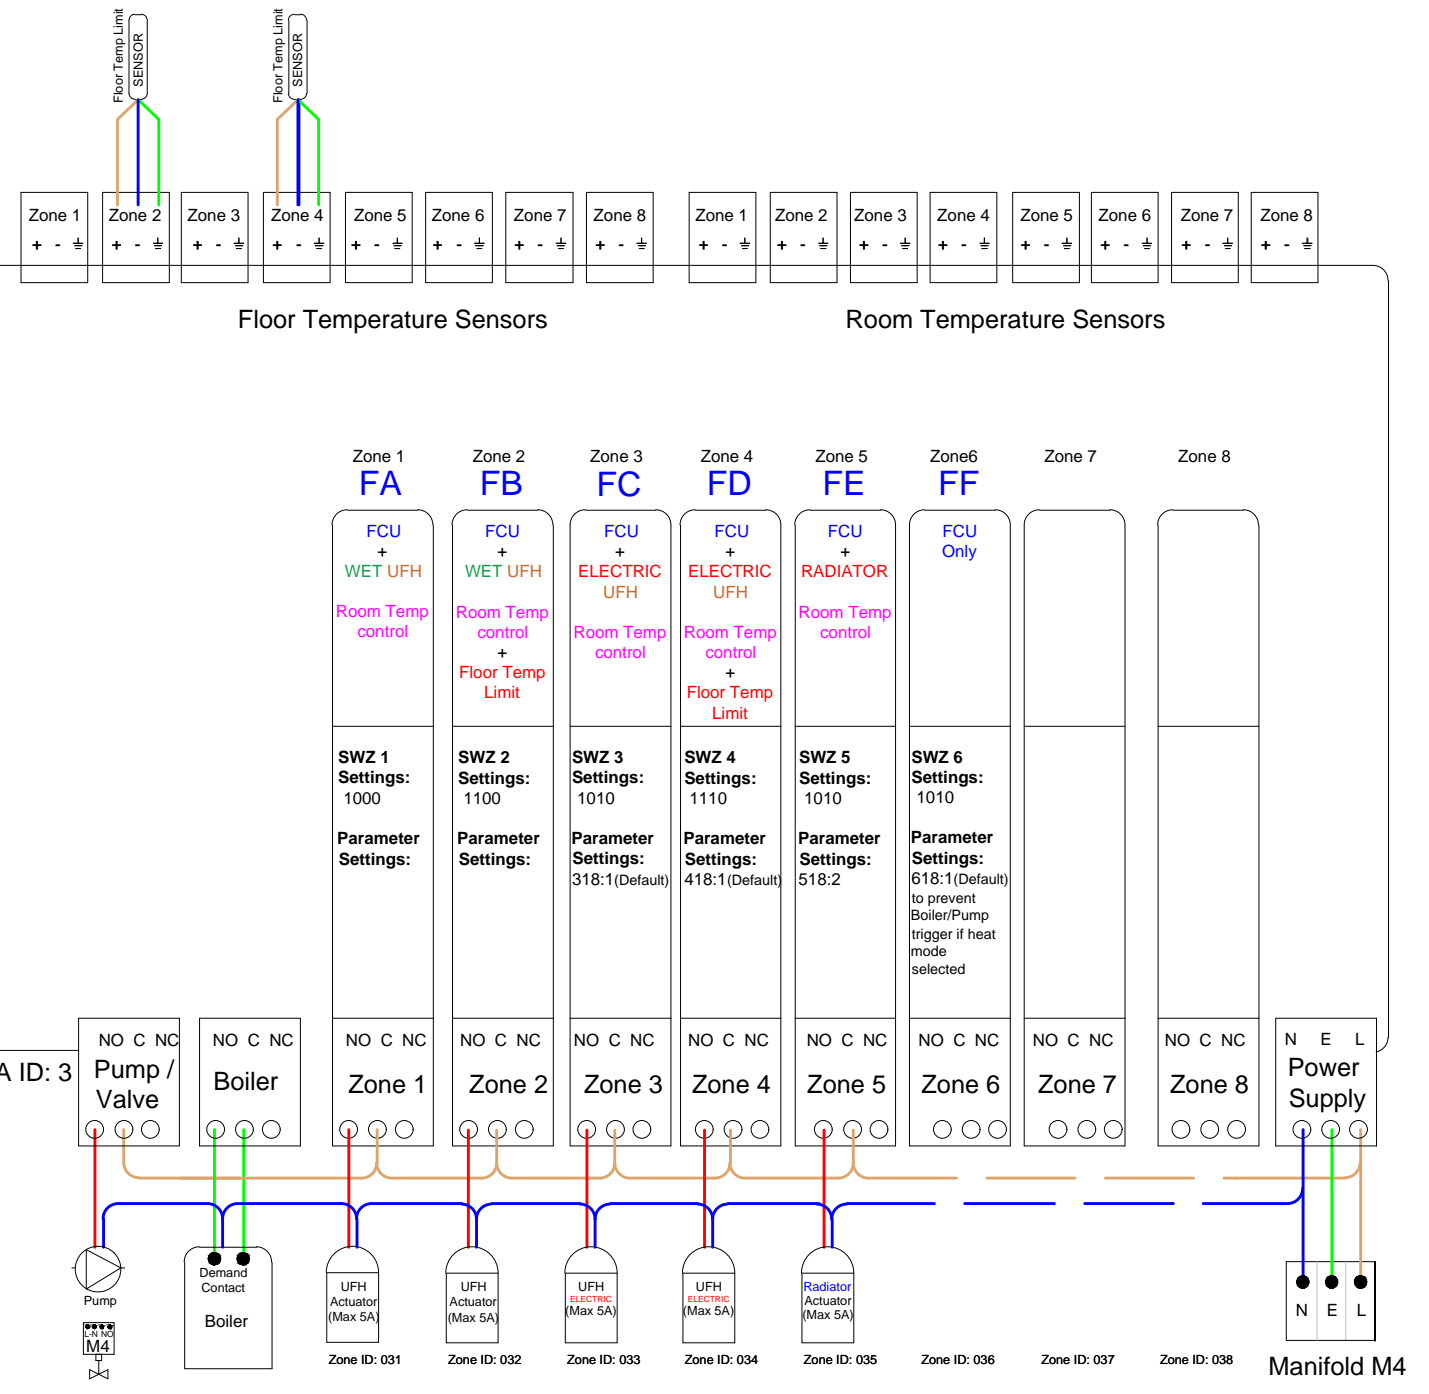 Floor Temp Limit
SENSOR
Floor Temp Limit
SENSOR
Zone 1 Zone 2 Zone 3 Zone 4 Zone 5 Zone 6 Zone 7 Zone 8
+ - + - + - + - + - + - + - + -
Zone 1 Zone 2 Zone 3 Zone 4 Zone 5 Zone 6 Zone 7 Zone 8
+ - + - + - + - + - + - + - + -
Floor Temperature Sensors
Room Temperature Sensors
Zone 1
FA
FCU
+
WET UFH
Room Temp
control
SWZ 1
Settings:
1000
Parameter
Settings:
Zone 2
FB
FCU
+
WET UFH
Room Temp
control
+
Floor Temp
Limit
SWZ 2
Settings:
1100
Parameter
Settings:
Zone 3
FC
FCU
+
ELECTRIC
UFH
Room Temp
control
SWZ 3
Settings:
1010
Parameter
Settings:
318:1(Default)
Zone 4
FD
FCU
+
ELECTRIC
UFH
Room Temp
control
+
Floor Temp
Limit
SWZ 4
Settings:
1110
Parameter
Settings:
418:1(Default)
Zone 5
FE
FCU
+
RADIATOR
Room Temp
control
SWZ 5
Settings:
1010
Parameter
Settings:
518:2
Zone6
FF
FCU
Only
SWZ 6
Settings:
1010
Parameter
Settings:
618:1(Default)
to prevent
Boiler/Pump
trigger if heat
mode
selected
Zone 7
Zone 8
A ID: 3
NO C NC
Pump /
Valve
NO C NC
Boiler
NO C NC
Zone 1
NO C NC
Zone 2
NO C NC
Zone 3
NO C NC
Zone 4
NO C NC
Zone 5
NO C NC
Zone 6
NO C NC
Zone 7
NO C NC
Zone 8
N E L
Power
Supply
Pump
L-N NO
M4
Demand
Contact
Boiler
UFH
Actuator
(Max 5A)
UFH
Actuator
(Max 5A)
UFH
ELECTRIC
(Max 5A)
UFH
ELECTRIC
(Max 5A)
Radiator
Actuator
(Max 5A)
N E L
Zone ID: 031 Zone ID: 032 Zone ID: 033 Zone ID: 034 Zone ID: 035 Zone ID: 036 Zone ID: 037 Zone ID: 038
Manifold M4